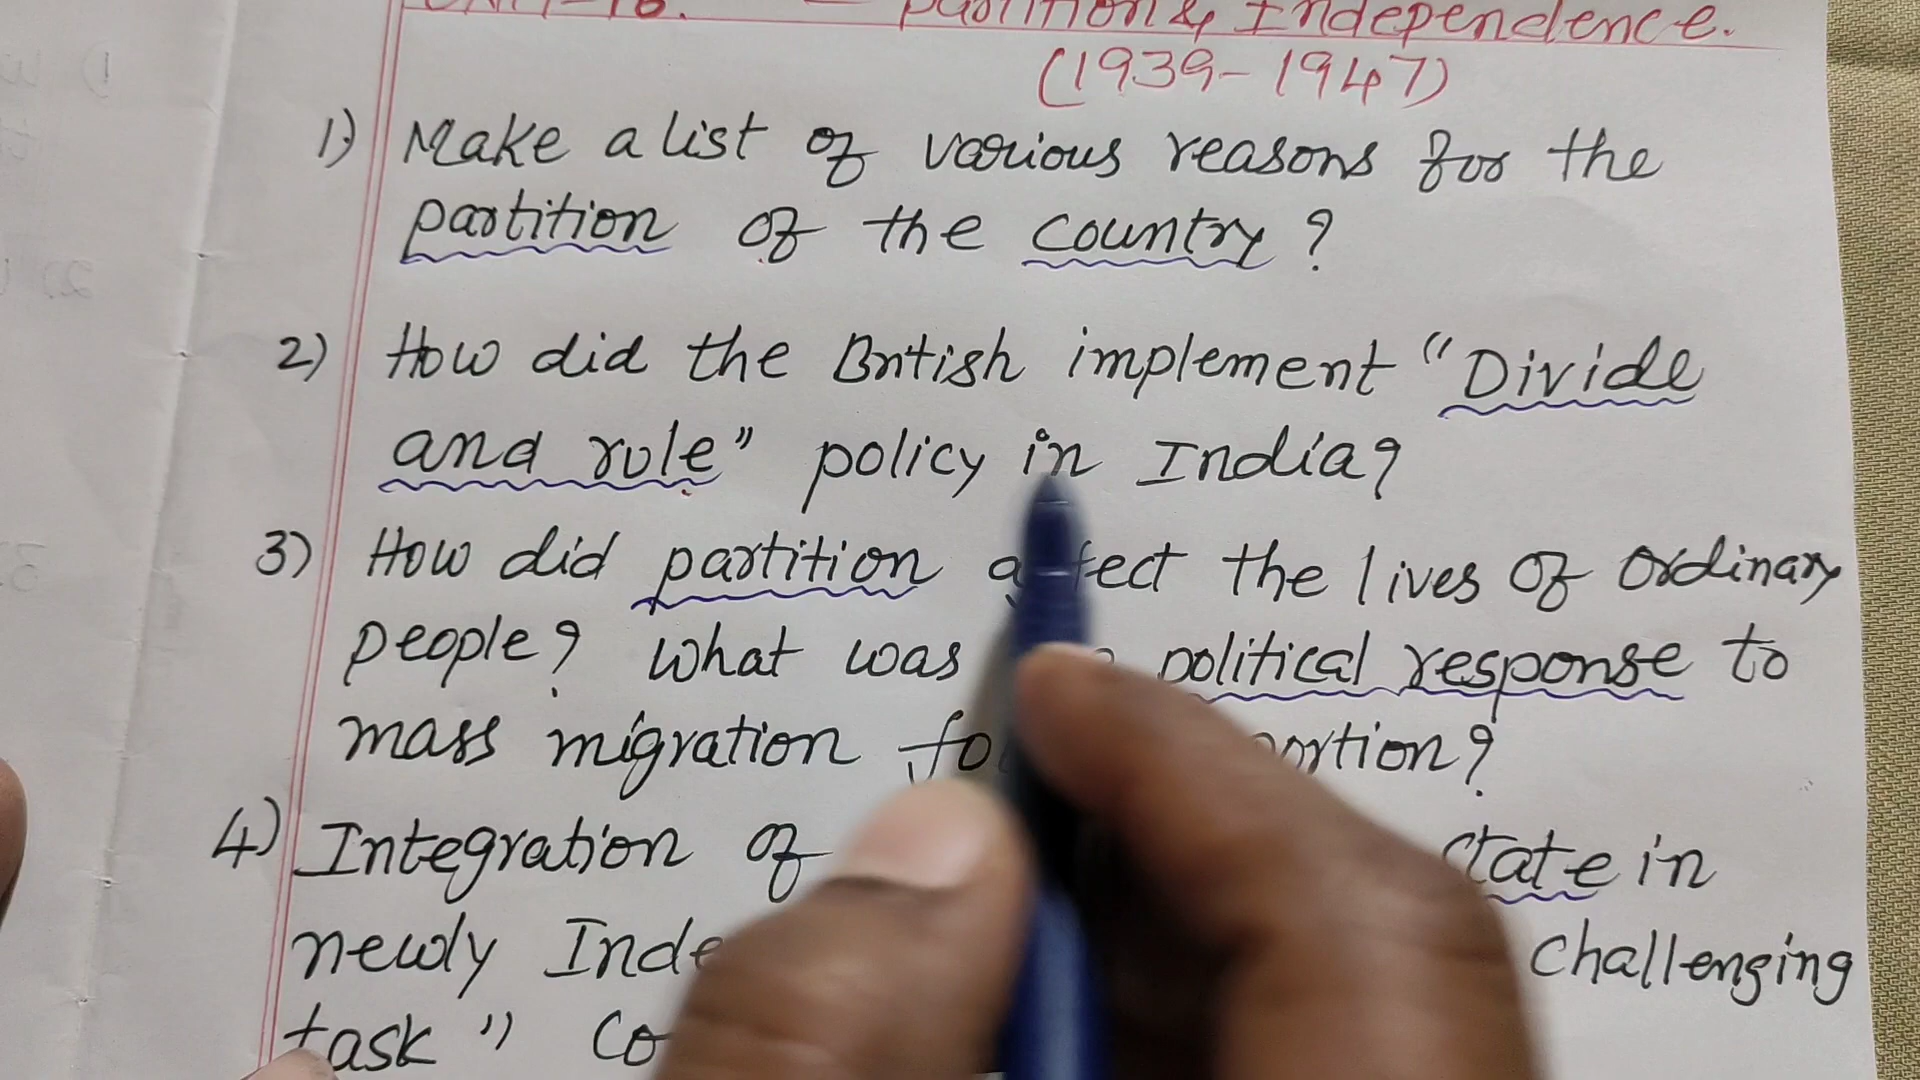 Partition & Independence.
(1939-1947)
1) Make a list of various reasons for the
partition of the country?
2) How did the British implement "Divide
and rule" policy in India?
3) How did partition affect the lives of ordinary
people? What was political response to
mass migration
4) Integration of state in
newly challenging
task"